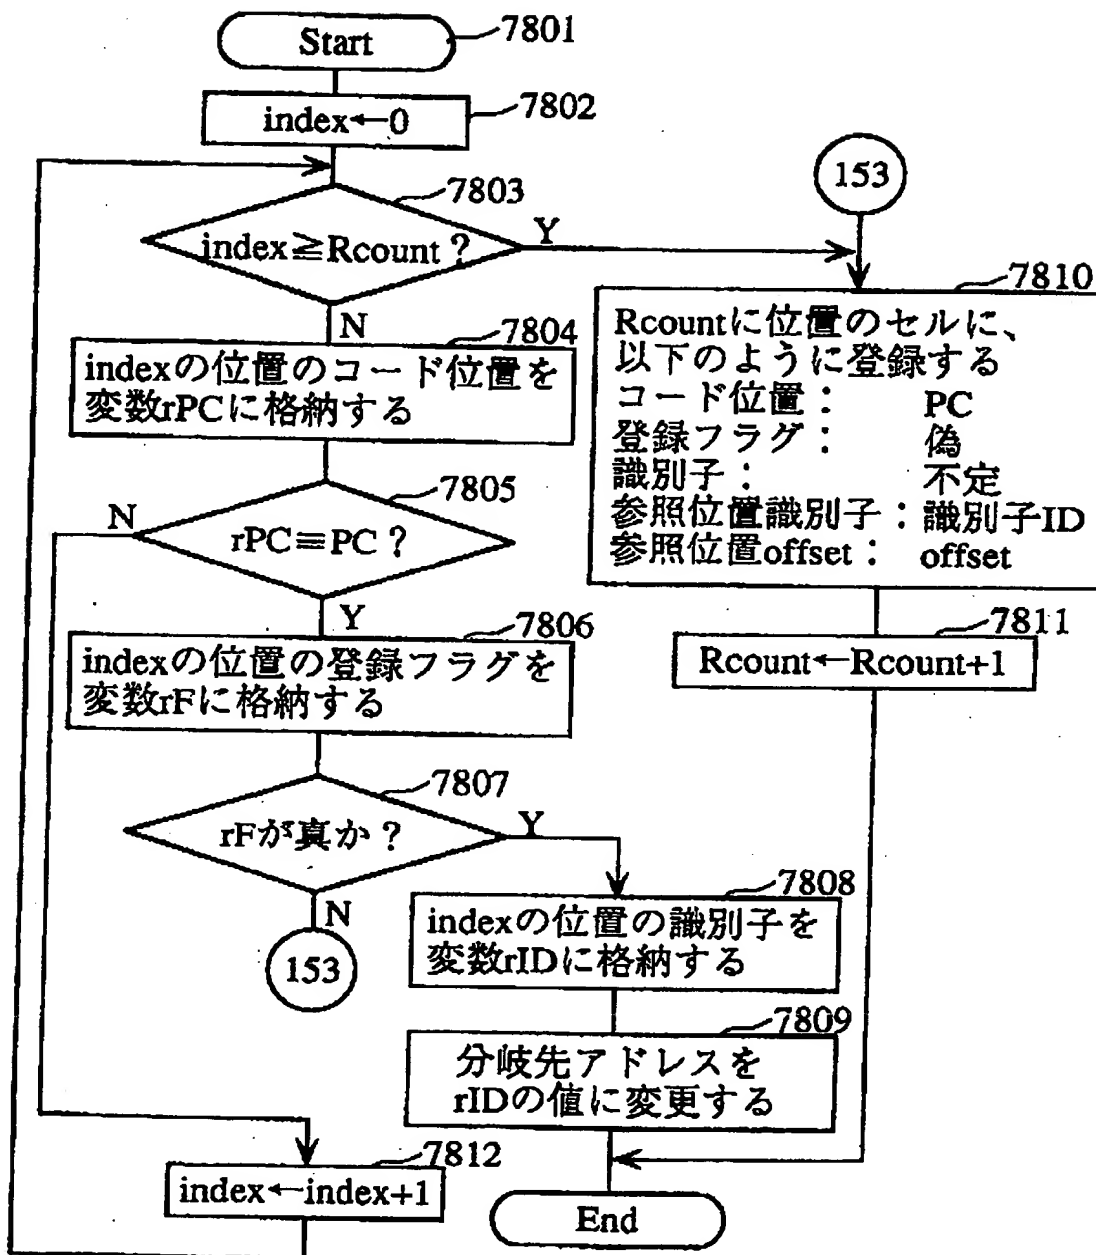 Start
7801
index←0
7802
7803
index≧Rcount？
Y
N
153
7804
indexの位置のコード位置を
変数rPCに格納する
7805
N
rPC≡PC？
Y
7806
indexの位置の登録フラグを
変数rFに格納する
7807
rFが真か？
Y
N
153
7808
indexの位置の識別子を
変数rIDに格納する
7809
分岐先アドレスを
rIDの値に変更する
7810
Rcountに位置のセルに、
以下のように登録する
コード位置： PC
登録フラグ： 偽
識別子： 不定
参照位置識別子：識別子ID
参照位置offset： offset
7811
Rcount←Rcount+1
7812
index←index+1
End